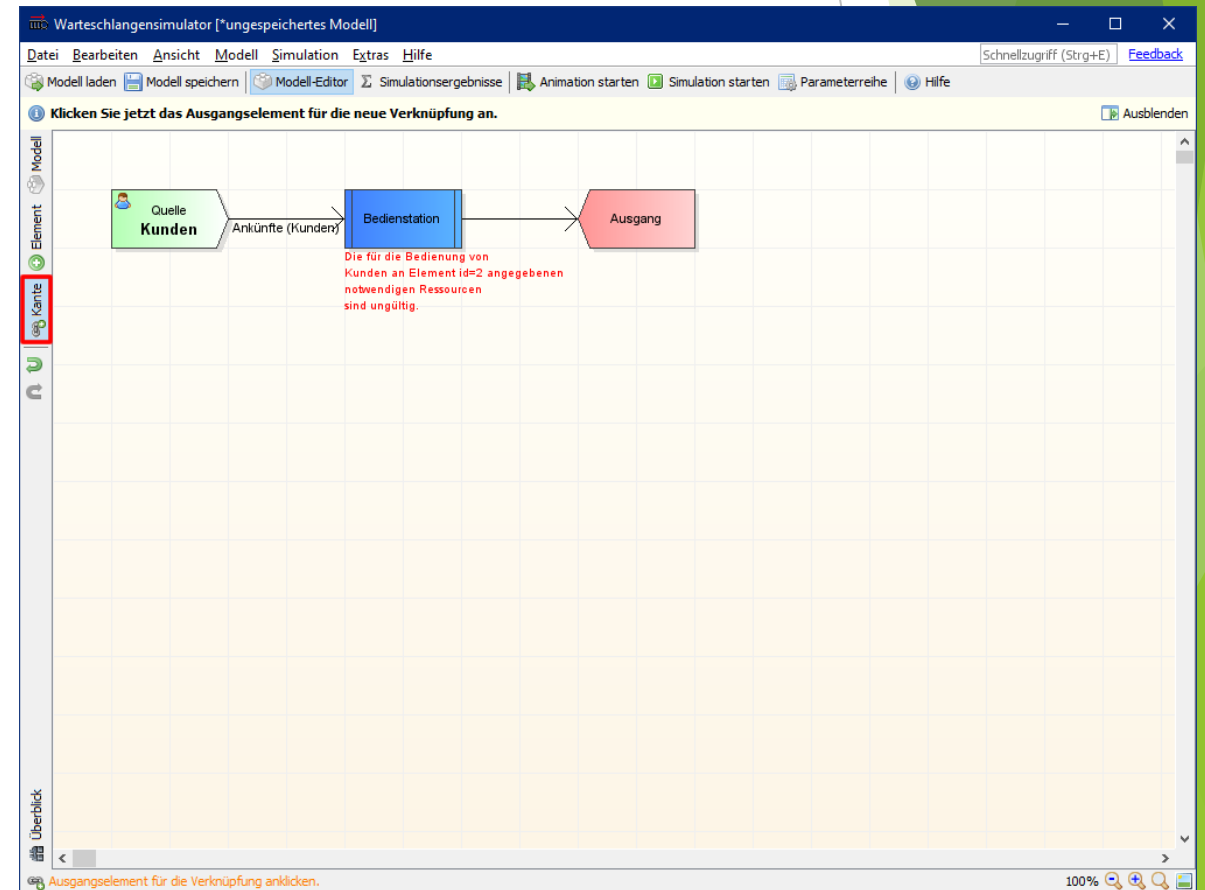 Warteschlangensimulator [*ungespeichertes Modell]
Datei Bearbeiten Ansicht Modell Simulation Extras Hilfe Schnellzugriff (Strg+E) Feedback
Modell laden Modell speichern Modell-Editor Σ Simulationsergebnisse Animation starten Simulation starten Parameterreihe Hilfe
Klicken Sie jetzt das Ausgangselement für die neue Verknüpfung an. Ausblenden
Modell
Element
Kante
Überblick
Quelle
Kunden
Ankünfte (Kunden)
Bedienstation
Ausgang
Die für die Bedienung von
Kunden an Element id=2 angegebenen
notwendigen Ressourcen
sind ungültig.
Ausgangselement für die Verknüpfung anklicken. 100%